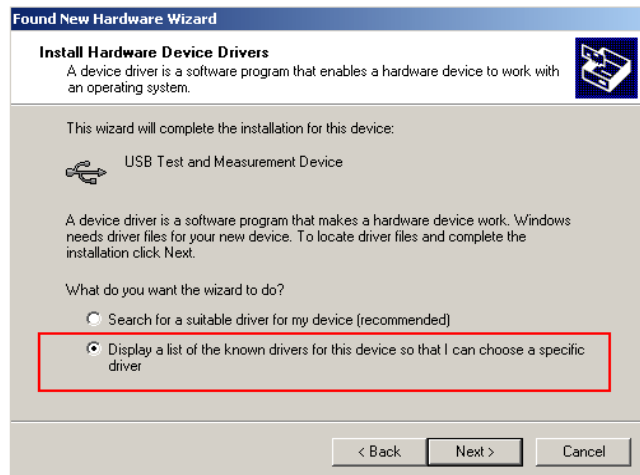 Found New Hardware Wizard
Install Hardware Device Drivers
A device driver is a software program that enables a hardware device to work with
an operating system.
This wizard will complete the installation for this device:
USB Test and Measurement Device
A device driver is a software program that makes a hardware device work. Windows
needs driver files for your new device. To locate driver files and complete the
installation click Next.
What do you want the wizard to do?
Search for a suitable driver for my device (recommended)
Display a list of the known drivers for this device so that I can choose a specific
driver
< Back Next > Cancel